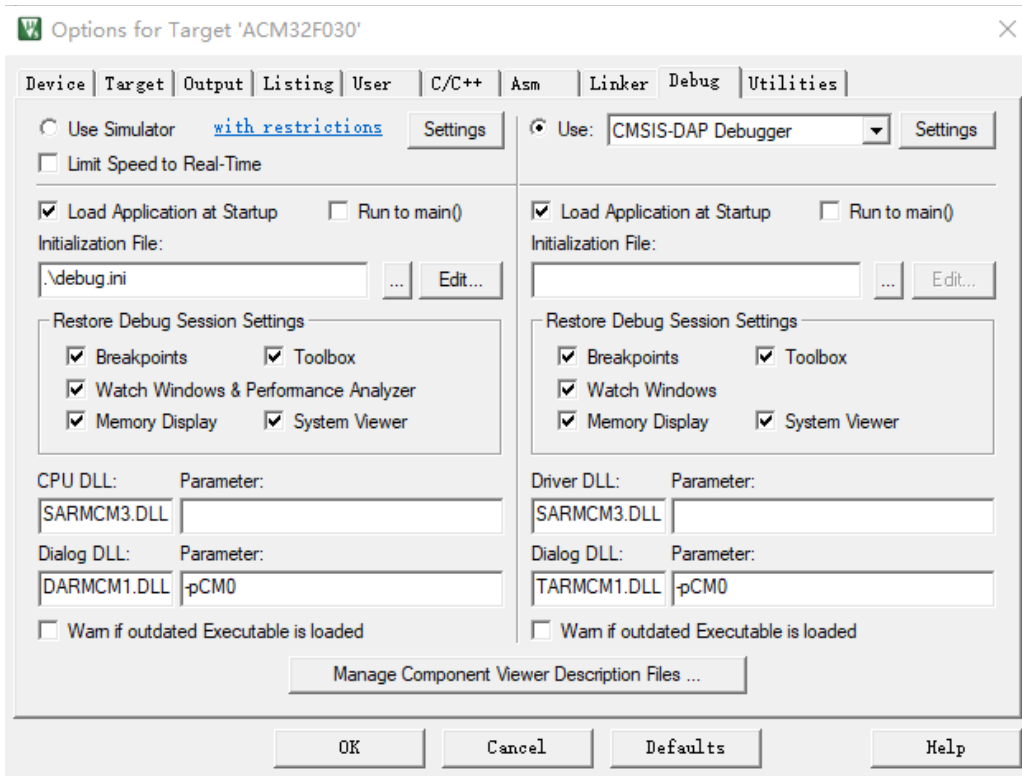 Options for Target 'ACM32F030'
Device Target Output Listing User C/C++ Asm Linker Debug Utilities
Use Simulator with restrictions Settings Use: CMSIS-DAP Debugger Settings
Limit Speed to Real-Time
Load Application at Startup Run to main() Load Application at Startup Run to main()
Initialization File: Initialization File:
.\debug.ini ... Edit... ... Edit...
Restore Debug Session Settings Restore Debug Session Settings
Breakpoints Toolbox Breakpoints Toolbox
Watch Windows & Performance Analyzer Watch Windows
Memory Display System Viewer Memory Display System Viewer
CPU DLL: Parameter: Driver DLL: Parameter:
SARMCM3.DLL SARMCM3.DLL
Dialog DLL: Parameter: Dialog DLL: Parameter:
DARMCM1.DLL -pCM0 TARMCM1.DLL -pCM0
Warn if outdated Executable is loaded Warn if outdated Executable is loaded
Manage Component Viewer Description Files ...
OK Cancel Defaults Help